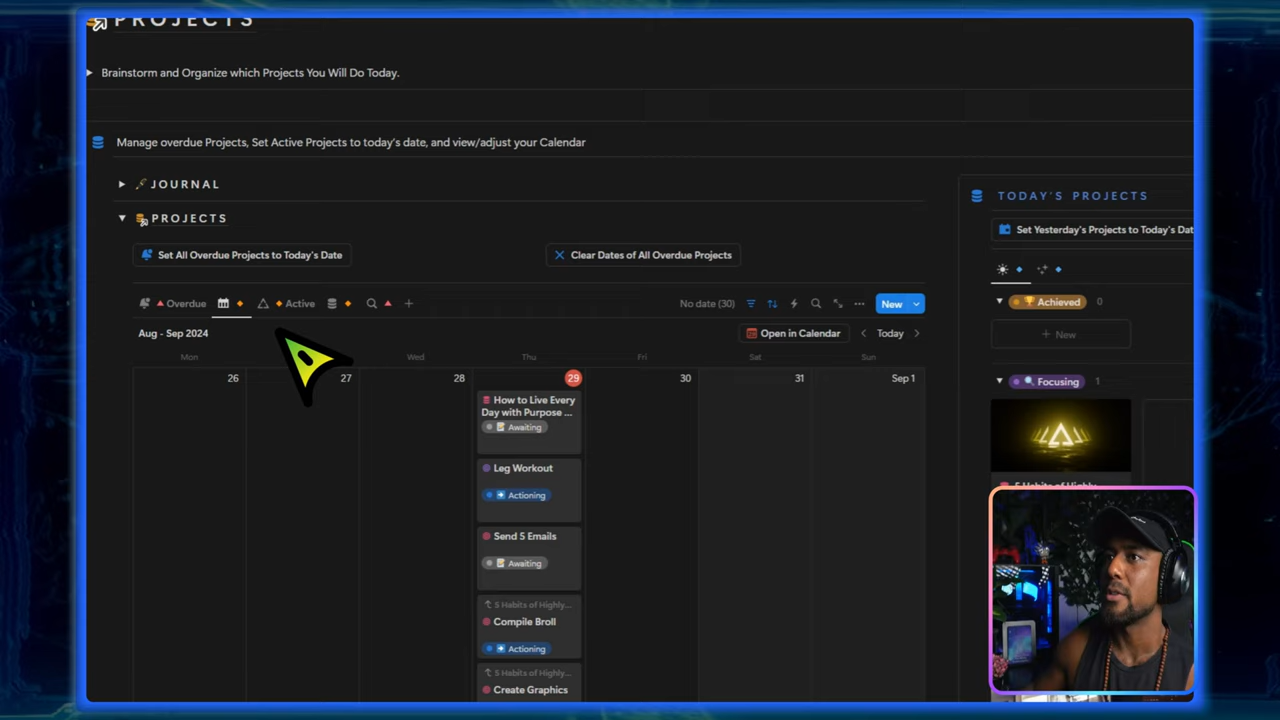 PROJECTS
Brainstorm and Organize which Projects You Will Do Today.
Manage overdue Projects, Set Active Projects to today's date, and view/adjust your Calendar
JOURNAL
PROJECTS
Set All Overdue Projects to Today's Date
Clear Dates of All Overdue Projects
Overdue
Active
No date (30)
New
Aug - Sep 2024
Open in Calendar
Today
Mon
Wed
Thu
Fri
Sat
Sun
26
27
28
29
30
31
Sep 1
How to Live Every
Day with Purpose ...
Awaiting
Leg Workout
Actioning
Send 5 Emails
Awaiting
5 Habits of Highly...
Compile Broll
Actioning
5 Habits of Highly...
Create Graphics
TODAY'S PROJECTS
Set Yesterday's Projects to Today's Dat
Achieved 0
+ New
Focusing 1
5 Habits of Highly